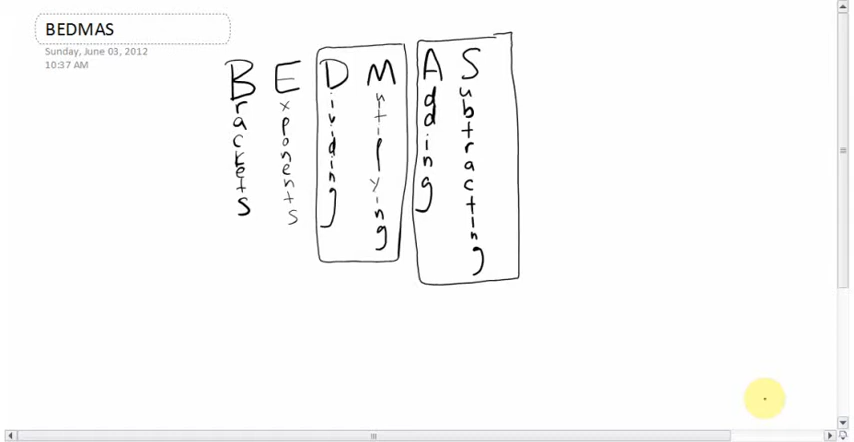 BEDMAS
Sunday, June 03, 2012
10:37 AM
Brackets
Exponents
Dividing
Multiplying
Adding
Subtracting